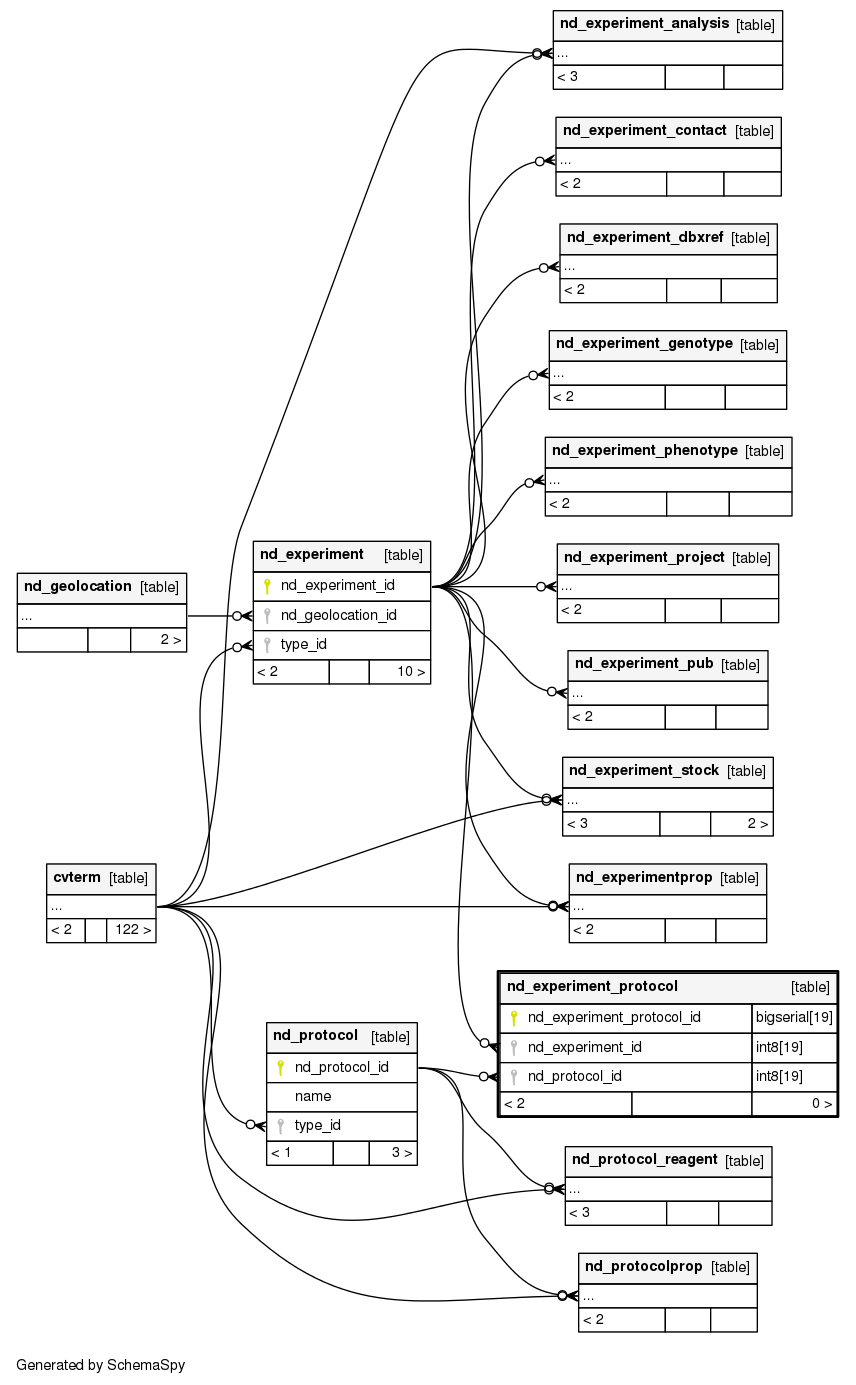 nd_experiment_analysis [table]
...
< 3
nd_experiment_contact [table]
...
< 2
nd_experiment_dbxref [table]
...
< 2
nd_experiment_genotype [table]
...
< 2
nd_experiment_phenotype [table]
...
< 2
nd_experiment_project [table]
...
< 2
nd_experiment [table]
nd_experiment_id
nd_geolocation_id
type_id
< 2 10 >
nd_geolocation [table]
...
2 >
nd_experiment_pub [table]
...
< 2
nd_experiment_stock [table]
...
< 3 2 >
cvterm [table]
...
< 2 122 >
nd_experimentprop [table]
...
< 2
nd_experiment_protocol [table]
nd_experiment_protocol_id bigserial[19]
nd_experiment_id int8[19]
nd_protocol_id int8[19]
< 2 0 >
nd_protocol [table]
nd_protocol_id
name
type_id
< 1 3 >
nd_protocol_reagent [table]
...
< 3
nd_protocolprop [table]
...
< 2
Generated by SchemaSpy